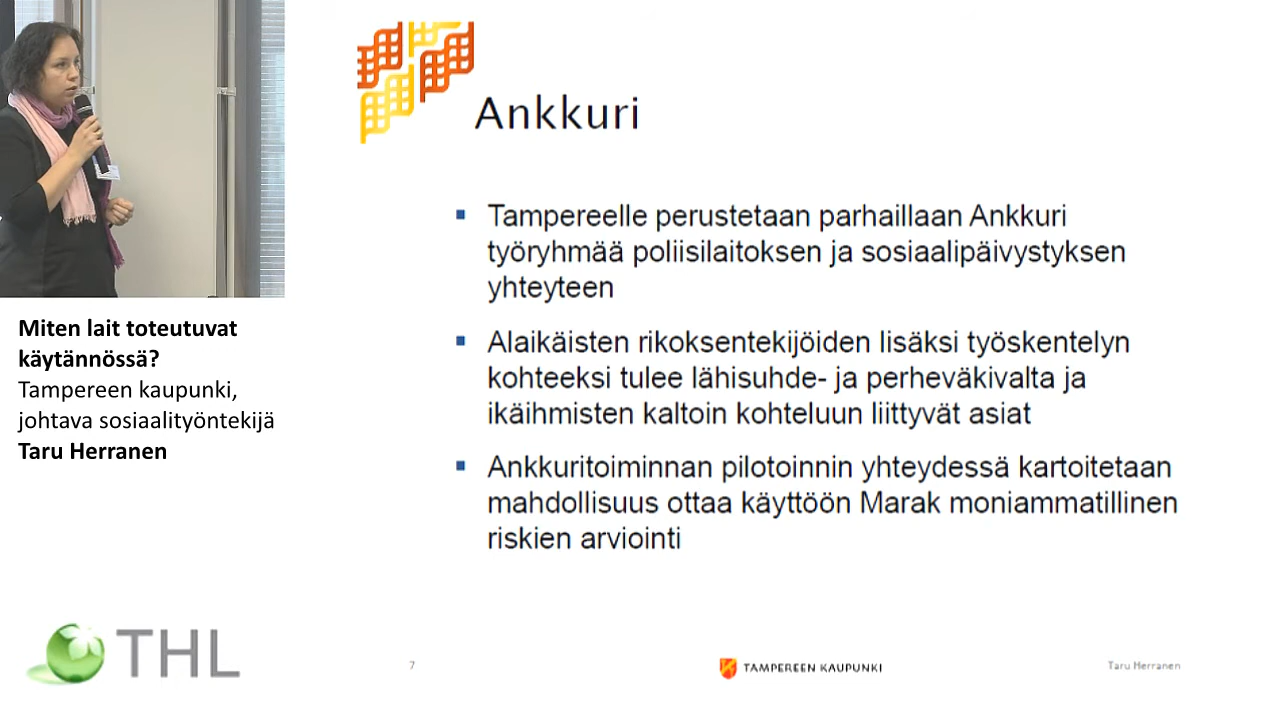 Ankkuri
Tampereelle perustetaan parhaillaan Ankkuri
työryhmää poliisilaitoksen ja sosiaalipäivystyksen
yhteyteen
Alaikäisten rikoksentekijöiden lisäksi työskentelyn
kohteeksi tulee lähisuhde- ja perheväkivalta ja
ikäihmisten kaltoin kohteluun liittyvät asiat
Ankkuritoiminnan pilotoinnin yhteydessä kartoitetaan
mahdollisuus ottaa käyttöön Marak moniammatillinen
riskien arviointi
Miten lait toteutuvat
käytännössä?
Tampereen kaupunki,
johtava sosiaalityöntekijä
Taru Herranen
THL
7
TAMPEREEN KAUPUNKI
Taru Herranen